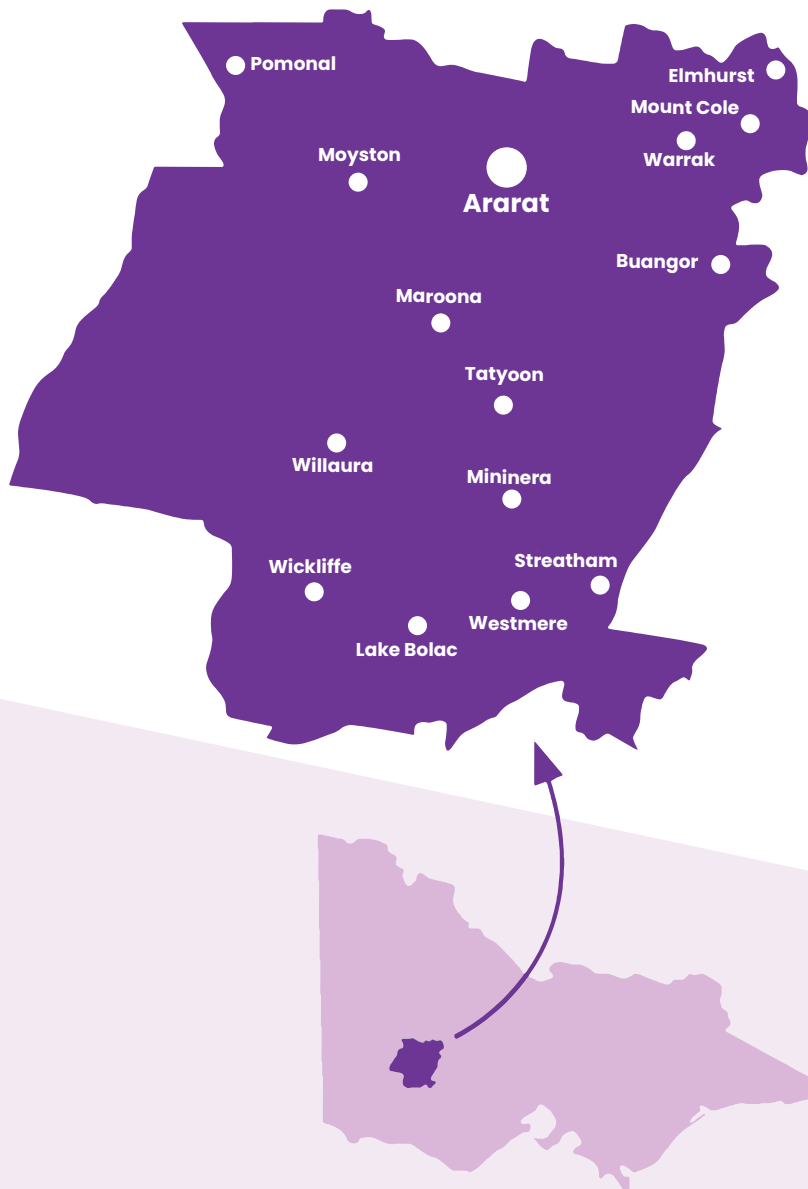 Pomonal
Elmhurst
Mount Cole
Moyston
Warrak
Ararat
Buangor
Maroona
Tatyoon
Willaura
Mininera
Streatham
Wickliffe
Westmere
Lake Bolac